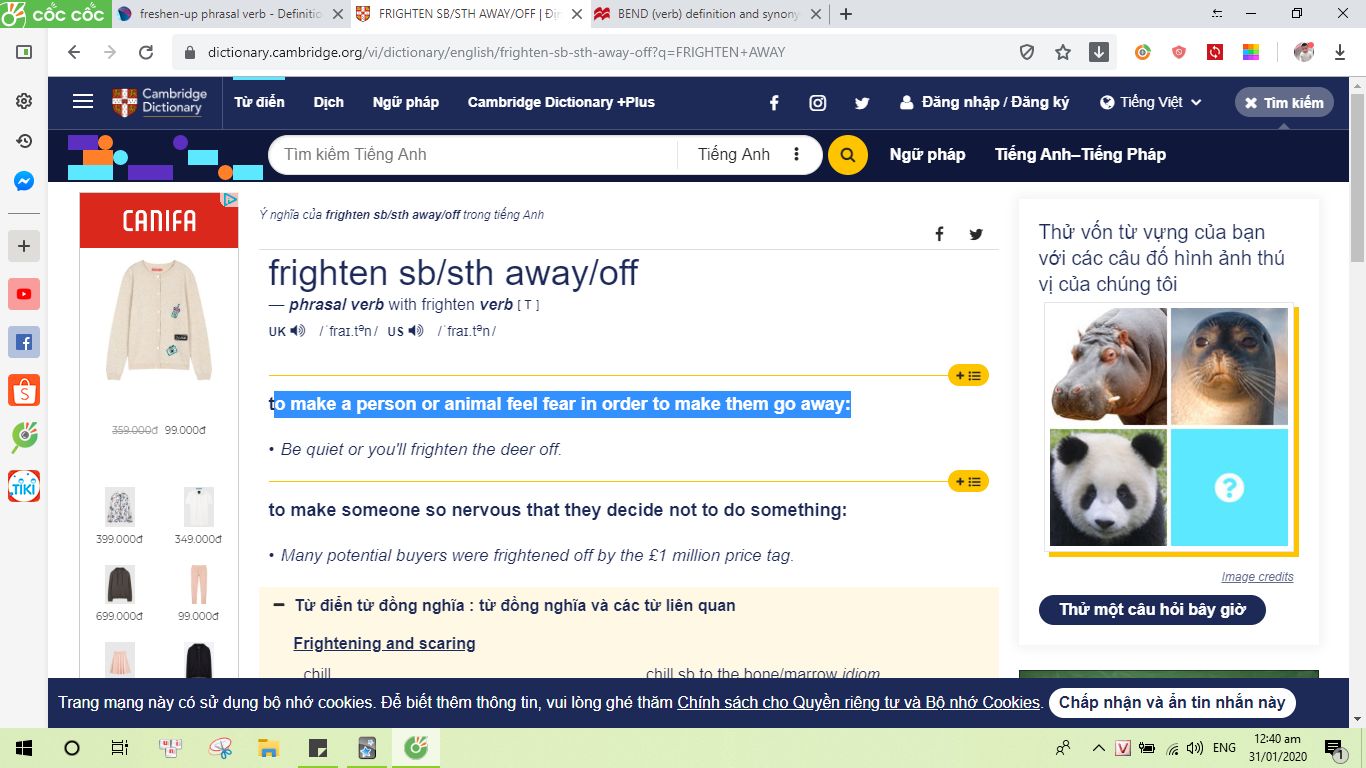 cốc cốc
freshen-up phrasal verb - Definitio
FRIGHTEN SB/STH AWAY/OFF | Địn
BEND (verb) definition and synony
dictionary.cambridge.org/vi/dictionary/english/frighten-sb-sth-away-off?q=FRIGHTEN+AWAY
Cambridge Dictionary
Từ điển Dịch Ngữ pháp Cambridge Dictionary +Plus
Đăng nhập / Đăng ký
Tiếng Việt
Tìm kiếm
Tìm kiếm Tiếng Anh
Tiếng Anh
Ngữ pháp Tiếng Anh–Tiếng Pháp
CANIFA
359.000đ 99.000đ
399.000đ 349.000đ
699.000đ 99.000đ
TIKI
Ý nghĩa của frighten sb/sth away/off trong tiếng Anh
frighten sb/sth away/off
— phrasal verb with frighten verb [ T ]
UK /ˈfraɪ.tᵊn/ US /ˈfraɪ.tᵊn/
to make a person or animal feel fear in order to make them go away:
• Be quiet or you'll frighten the deer off.
to make someone so nervous that they decide not to do something:
• Many potential buyers were frightened off by the £1 million price tag.
Từ điển từ đồng nghĩa : từ đồng nghĩa và các từ liên quan
Frightening and scaring
chill
chill sb to the bone/marrow idiom
Thử vốn từ vựng của bạn
với các câu đố hình ảnh thú
vị của chúng tôi
Image credits
Thử một câu hỏi bây giờ
Trang mạng này có sử dụng bộ nhớ cookies. Để biết thêm thông tin, vui lòng ghé thăm Chính sách cho Quyền riêng tư và Bộ nhớ Cookies.
Chấp nhận và ẩn tin nhắn này
ENG
12:40 am
31/01/2020
1